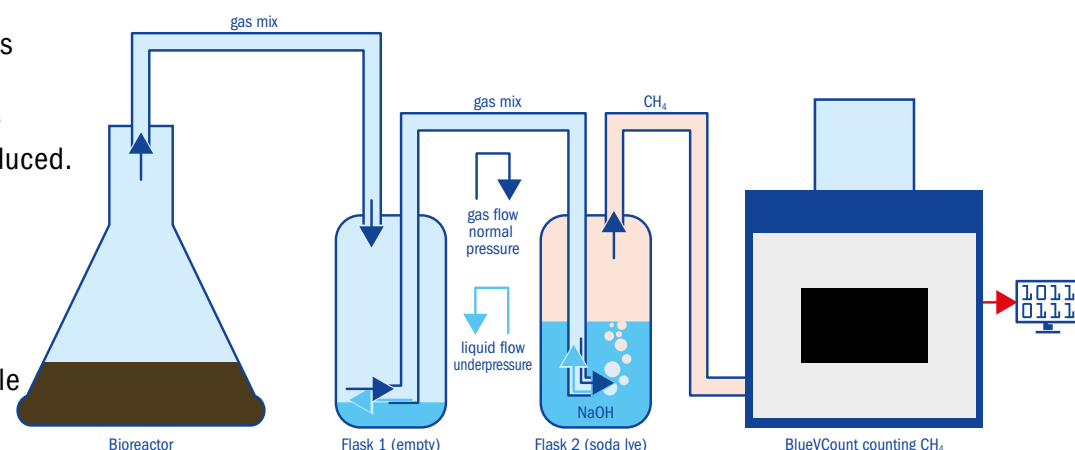 gas mix
s
gas mix
CH₄
luced.
gas flow
normal
pressure
1011
0111
liquid flow
underpressure
le
NaOH
Bioreactor
Flask 1 (empty)
Flask 2 (soda lye)
BlueVCount counting CH₄